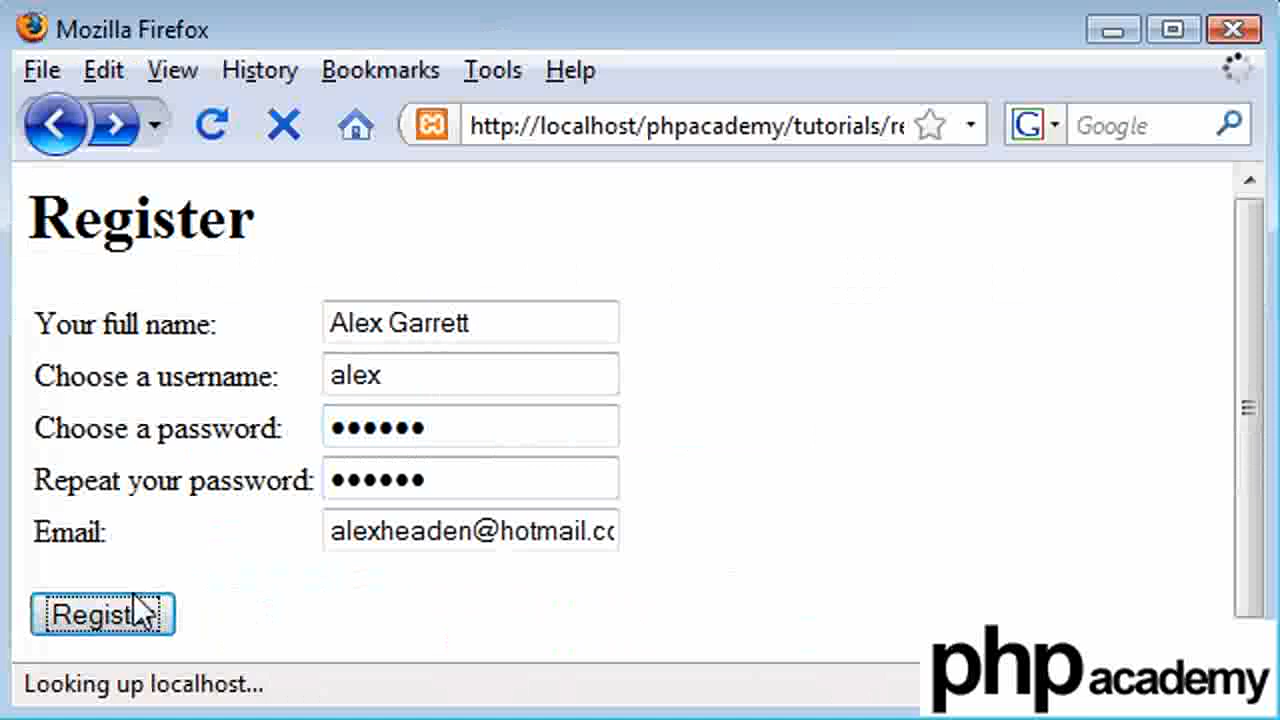 Mozilla Firefox
File Edit View History Bookmarks Tools Help
http://localhost/phpacademy/tutorials/re Google
Register
Your full name: Alex Garrett
Choose a username: alex
Choose a password: ••••••
Repeat your password: ••••••
Email: alexheaden@hotmail.co
Regist
Looking up localhost...
php academy